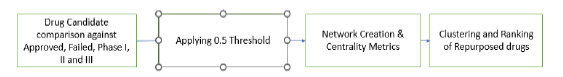 Drug Candidate
comparison against
Approved, Failed, Phase I,
II and III
Applying 0.5 Threshold
Network Creation &
Centrality Metrics
Clustering and Ranking
of Repurposed drugs